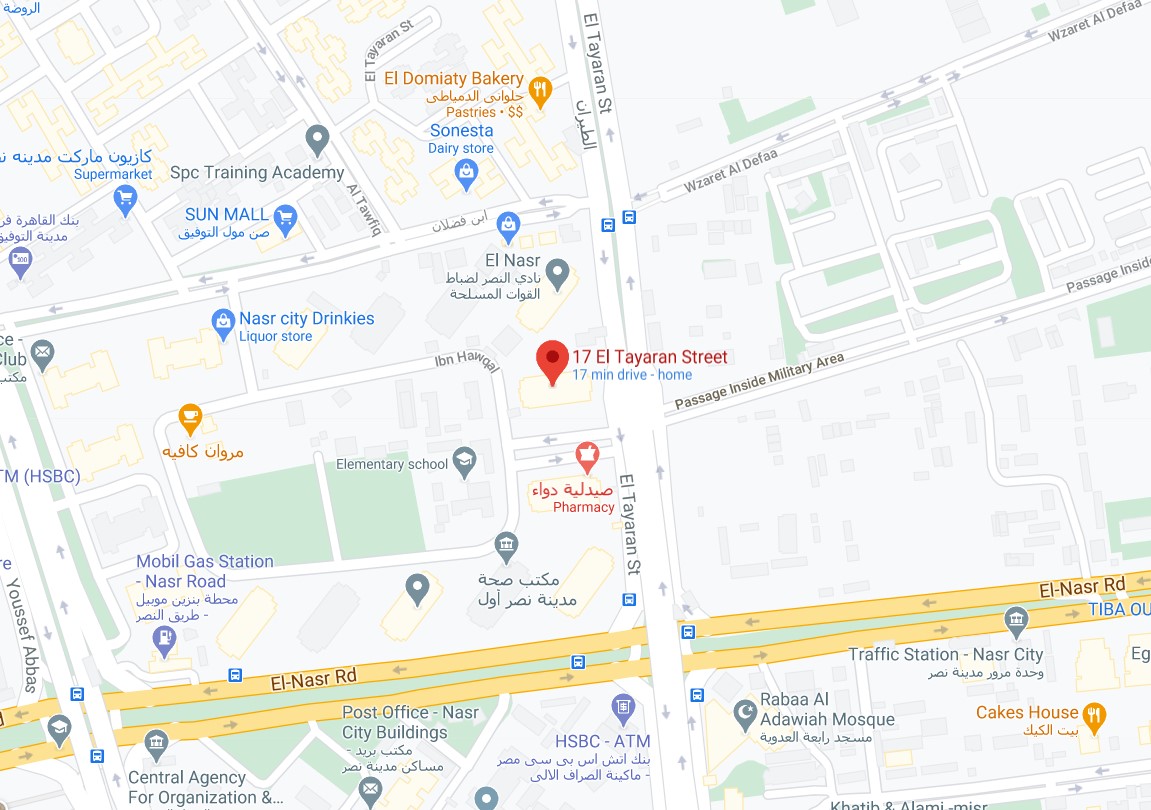 الروضة
El Tayaran St
El Tayaran St
الطيران
Wzaret Al Defaa
El Domiaty Bakery
حلوانى الدمياطى
Pastries • $$
Sonesta
Dairy store
كازيون ماركت مدينه ن
Supermarket
Spc Training Academy
Al Tawfiq
Wzaret Al Defaa
SUN MALL
صن مول التوفيق
ابن فضلان
بنك القاهرة فر
مدينة التوفيق
El Nasr
نادي النصر لضباط
القوات المسلحة
Passage Inside
Nasr city Drinkies
Liquor store
ce -
Club
مكتب
Ibn Hawqal
17 El Tayaran Street
17 min drive - home
Passage Inside Military Area
مروان كافيه
Elementary school
TM (HSBC)
صيدلية دواء
Pharmacy
El Tayaran St
Mobil Gas Station
- Nasr Road
محطة بنزين موبيل
- طريق النصر
re
مكتب صحة
مدينة نصر أول
Youssef Abbas
El-Nasr Rd
TIBA OU
El-Nasr Rd
d
Traffic Station - Nasr City
وحدة مرور مدينة نصر
Eg
Post Office - Nasr
City Buildings
مكتب بريد -
مساكن مدينة نصر
Rabaa Al
Adawiah Mosque
مسجد رابعة العدوية
Cakes House
بيت الكيك
HSBC - ATM
بنك اتش اس بى سى مصر
- ماكينة الصراف الالى
Central Agency
For Organization &...
Khatib & Alami -misr